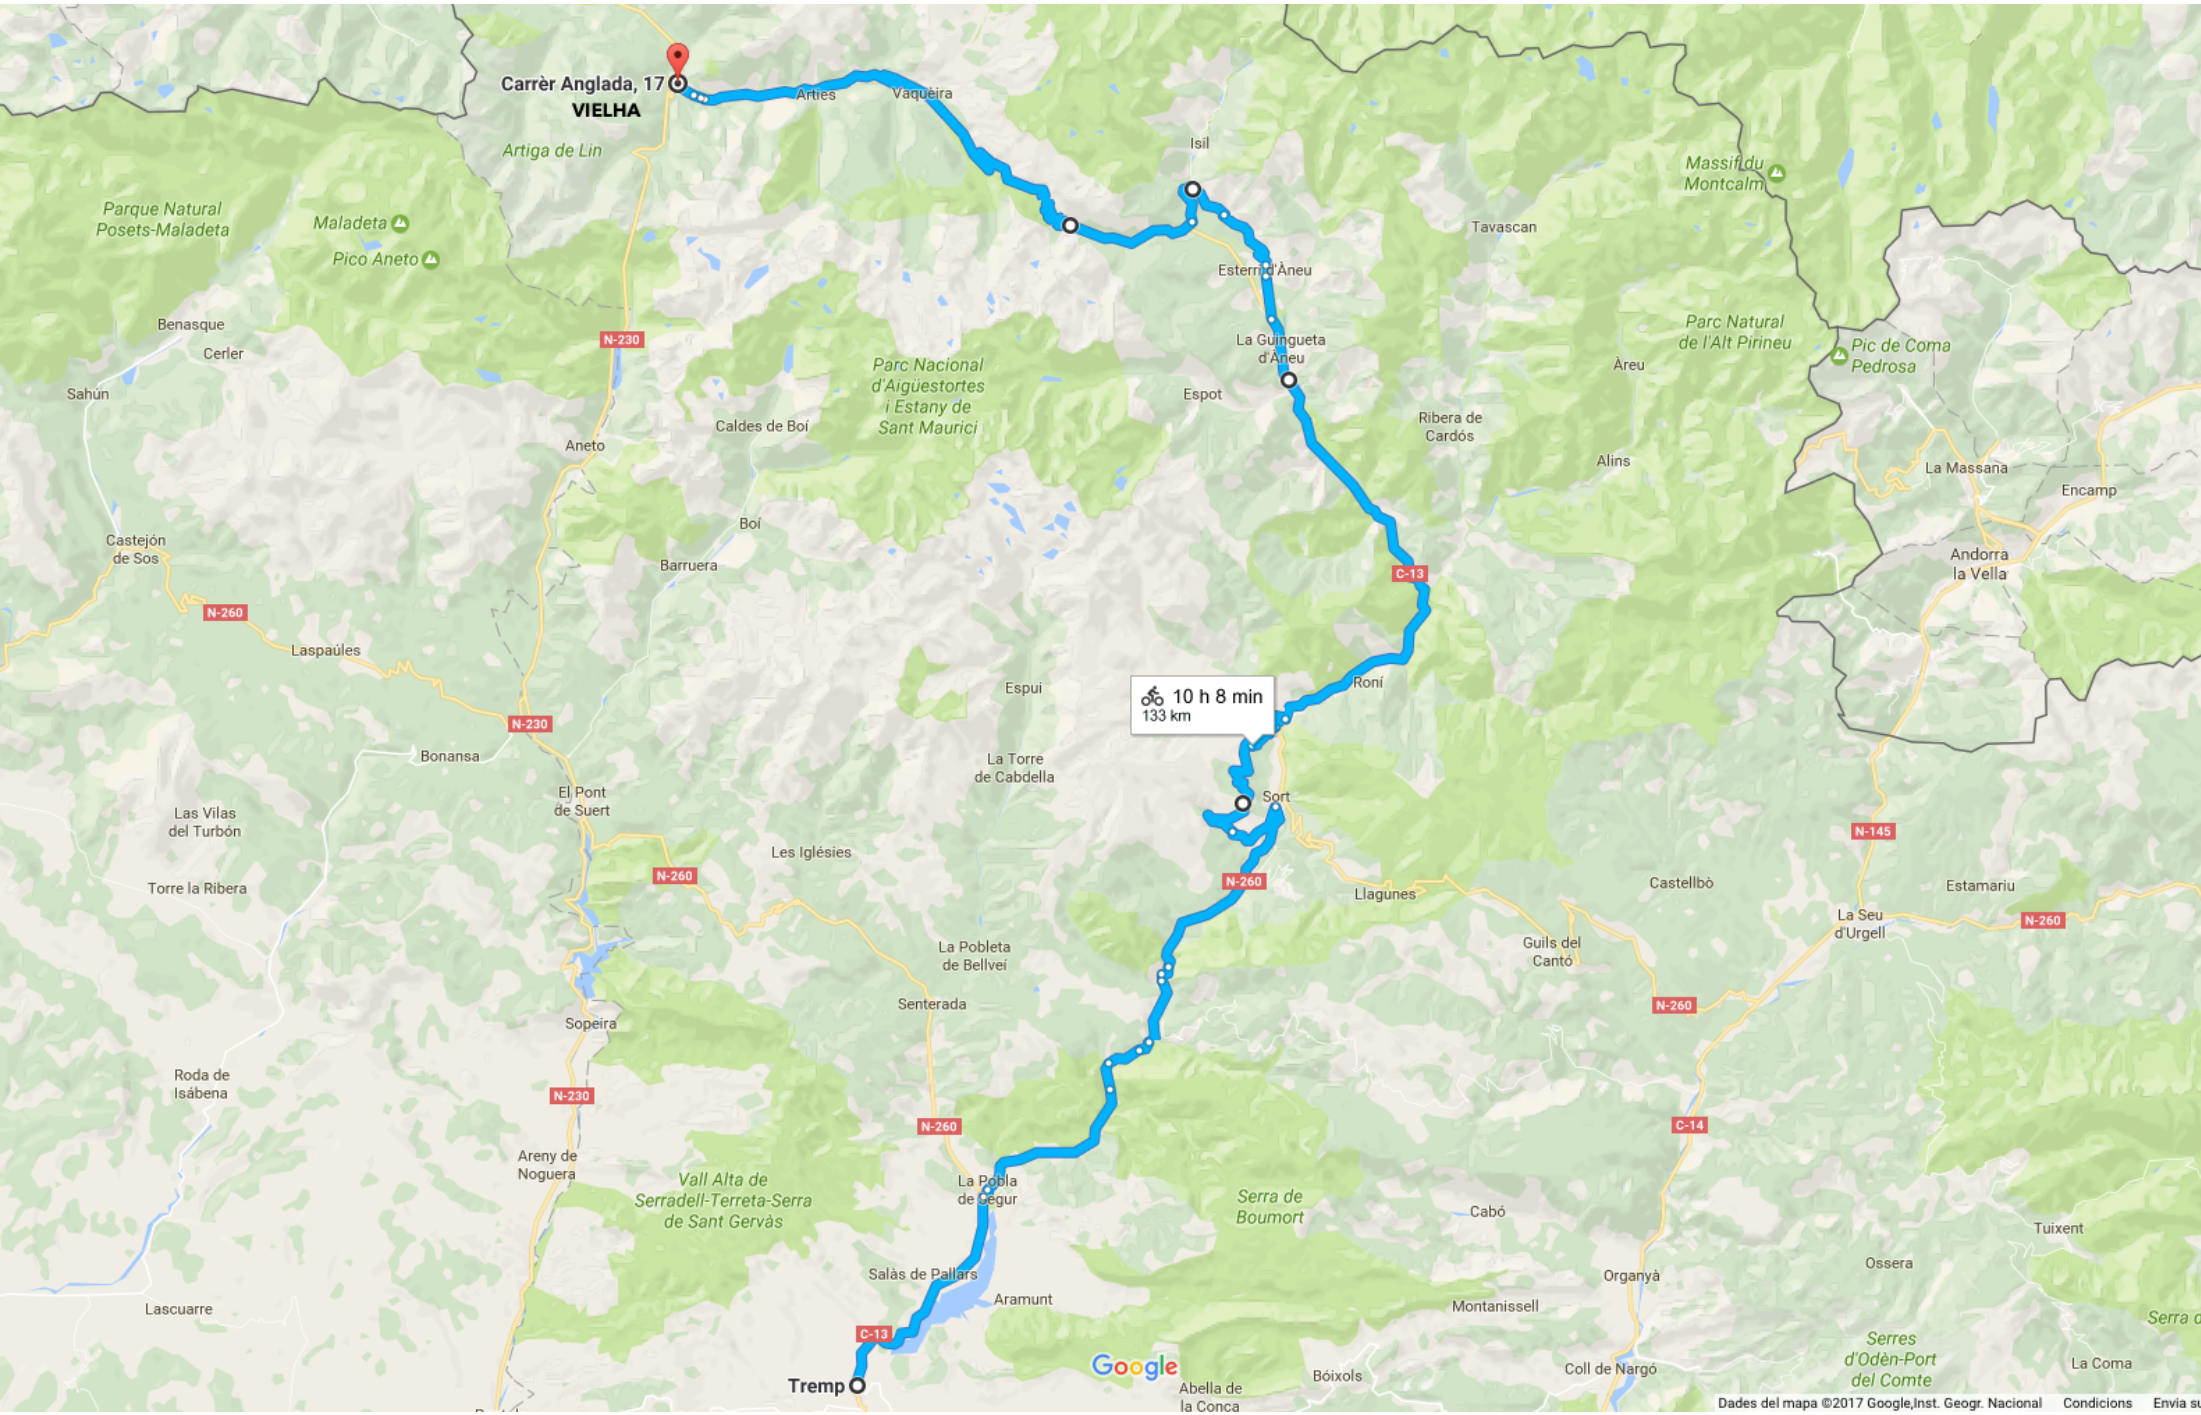 Carrèr Anglada, 17
VIELHA
Arties
Vaquèira
Artiga de Lin
Isil
Massif du
Montcalm
Parque Natural
Posets-Maladeta
Maladeta
Pico Aneto
Tavascan
Esterri d'Àneu
Benasque
Cerler
N-230
La Guingueta
d'Àneu
Parc Natural
de l'Alt Pirineu
Pic de Coma
Pedrosa
Parc Nacional
d'Aigüestortes
i Estany de
Sant Maurici
Sahún
Espot
Àreu
Caldes de Boí
Ribera de
Cardós
Aneto
Alins
La Massana
Encamp
Boí
Castejón
de Sos
Barruera
Andorra
la Vella
C-13
N-260
Laspaúles
Espui
Roní
10 h 8 min
133 km
N-230
Bonansa
La Torre
de Cabdella
El Pont
de Suert
Sort
Las Vilas
del Turbón
N-145
Les Iglésies
N-260
N-260
Torre la Ribera
Llagunes
Castellbò
Estamariu
La Seu
d'Urgell
N-260
La Pobleta
de Bellveí
Guils del
Cantó
Senterada
N-260
Sopeira
Roda de
Isábena
N-230
N-260
C-14
Areny de
Noguera
Vall Alta de
Serradell-Terreta-Serra
de Sant Gervàs
La Pobla
de Segur
Serra de
Boumort
Cabó
Tuixent
Salàs de Pallars
Organyà
Ossera
Aramunt
Lascuarre
Montanissell
Serra d
C-13
Serres
d'Odèn-Port
del Comte
Google
Bóixols
Coll de Nargó
La Coma
Tremp
Abella de
la Conca
Dades del mapa ©2017 Google,Inst. Geogr. Nacional Condicions Envia su